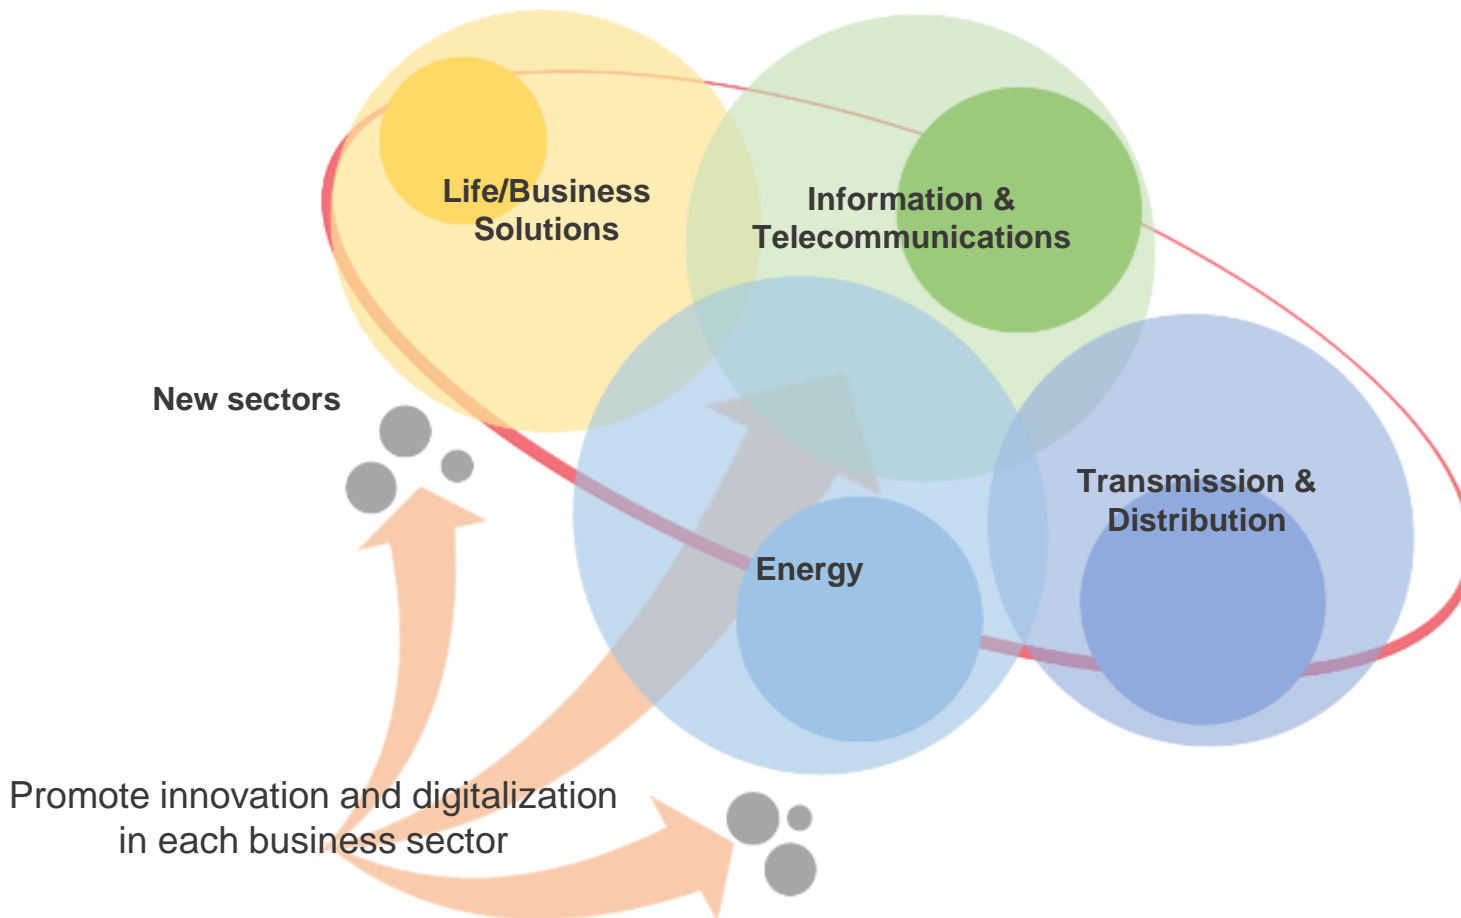 Life/Business
Solutions
Information &
Telecommunications
New sectors
Transmission &
Distribution
Energy
Promote innovation and digitalization
in each business sector